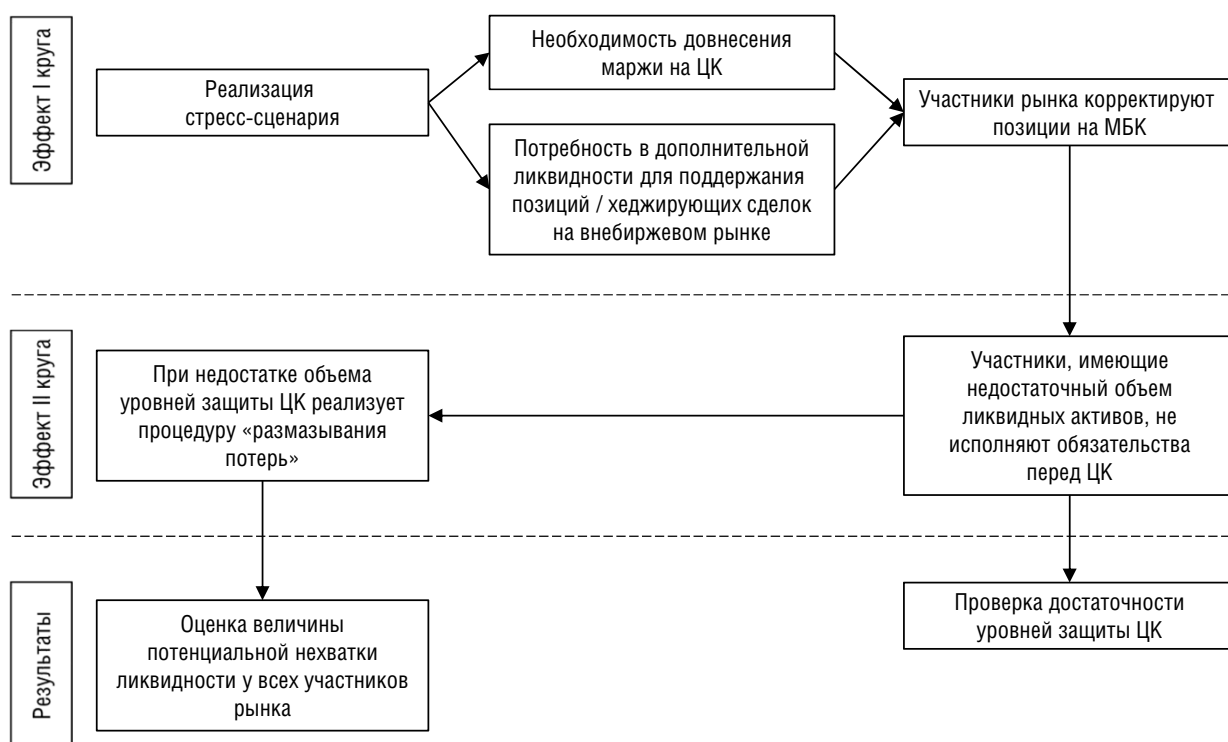 Эффект I круга
Реализация
стресс-сценария
Необходимость довнесения
маржи на ЦК
Потребность в дополнительной
ликвидности для поддержания
позиций / хеджирующих сделок
на внебиржевом рынке
Участники рынка корректируют
позиции на МБК
Эффект II круга
При недостатке объема
уровней защиты ЦК реализует
процедуру «размазывания
потерь»
Участники, имеющие
недостаточный объем
ликвидных активов, не
исполняют обязательства
перед ЦК
Результаты
Оценка величины
потенциальной нехватки
ликвидности у всех участников
рынка
Проверка достаточности
уровней защиты ЦК